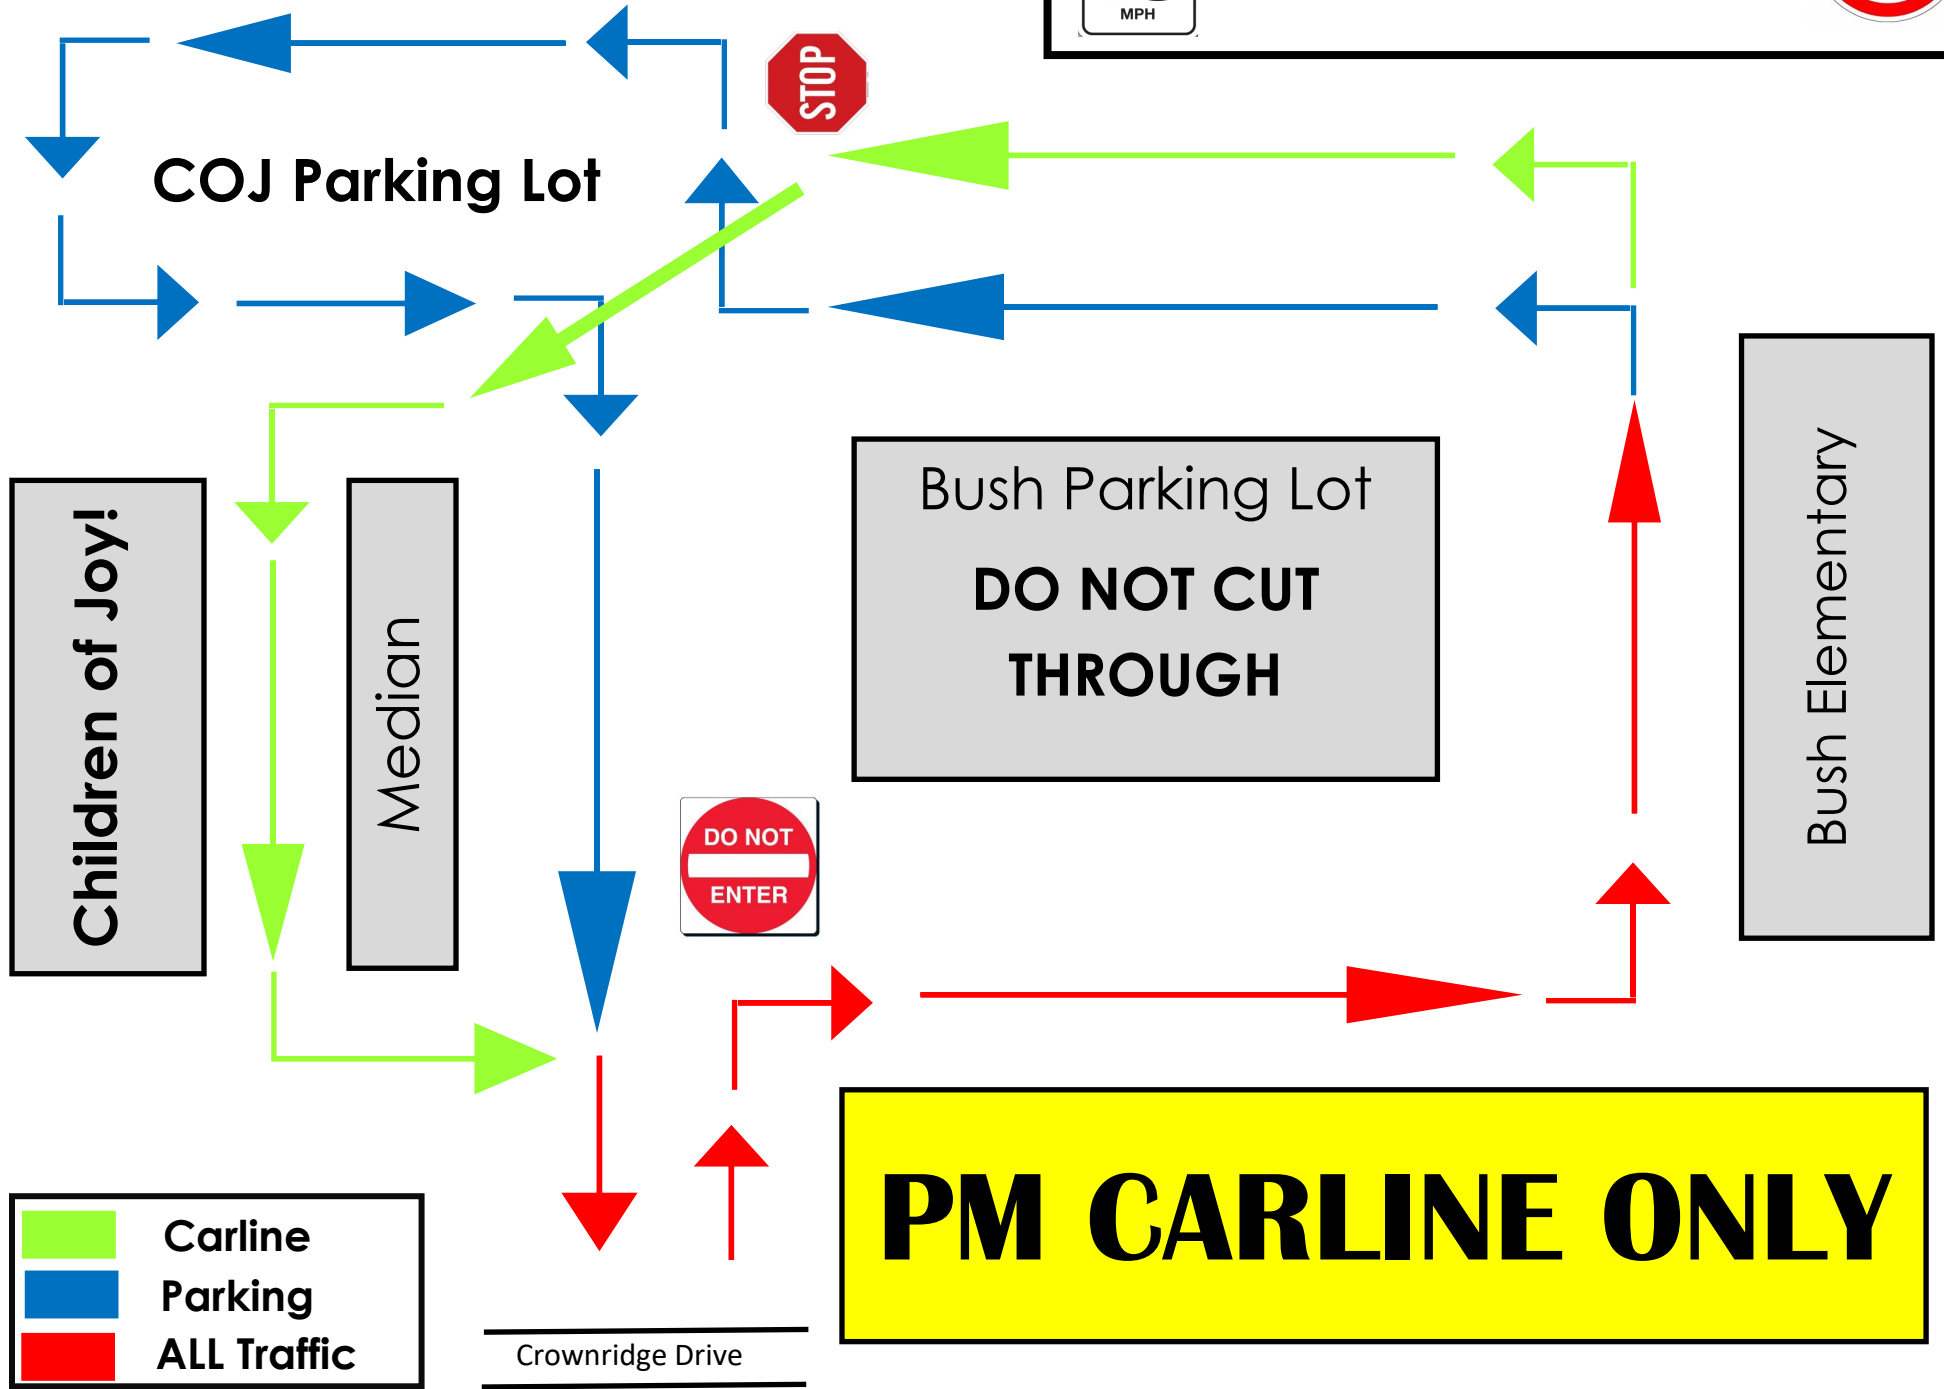 MPH
STOP
COJ Parking Lot
Bush Parking Lot
DO NOT CUT
THROUGH
Bush Elementary
Children of Joy!
Median
DO NOT
ENTER
PM CARLINE ONLY
Carline
Parking
ALL Traffic
Crownridge Drive